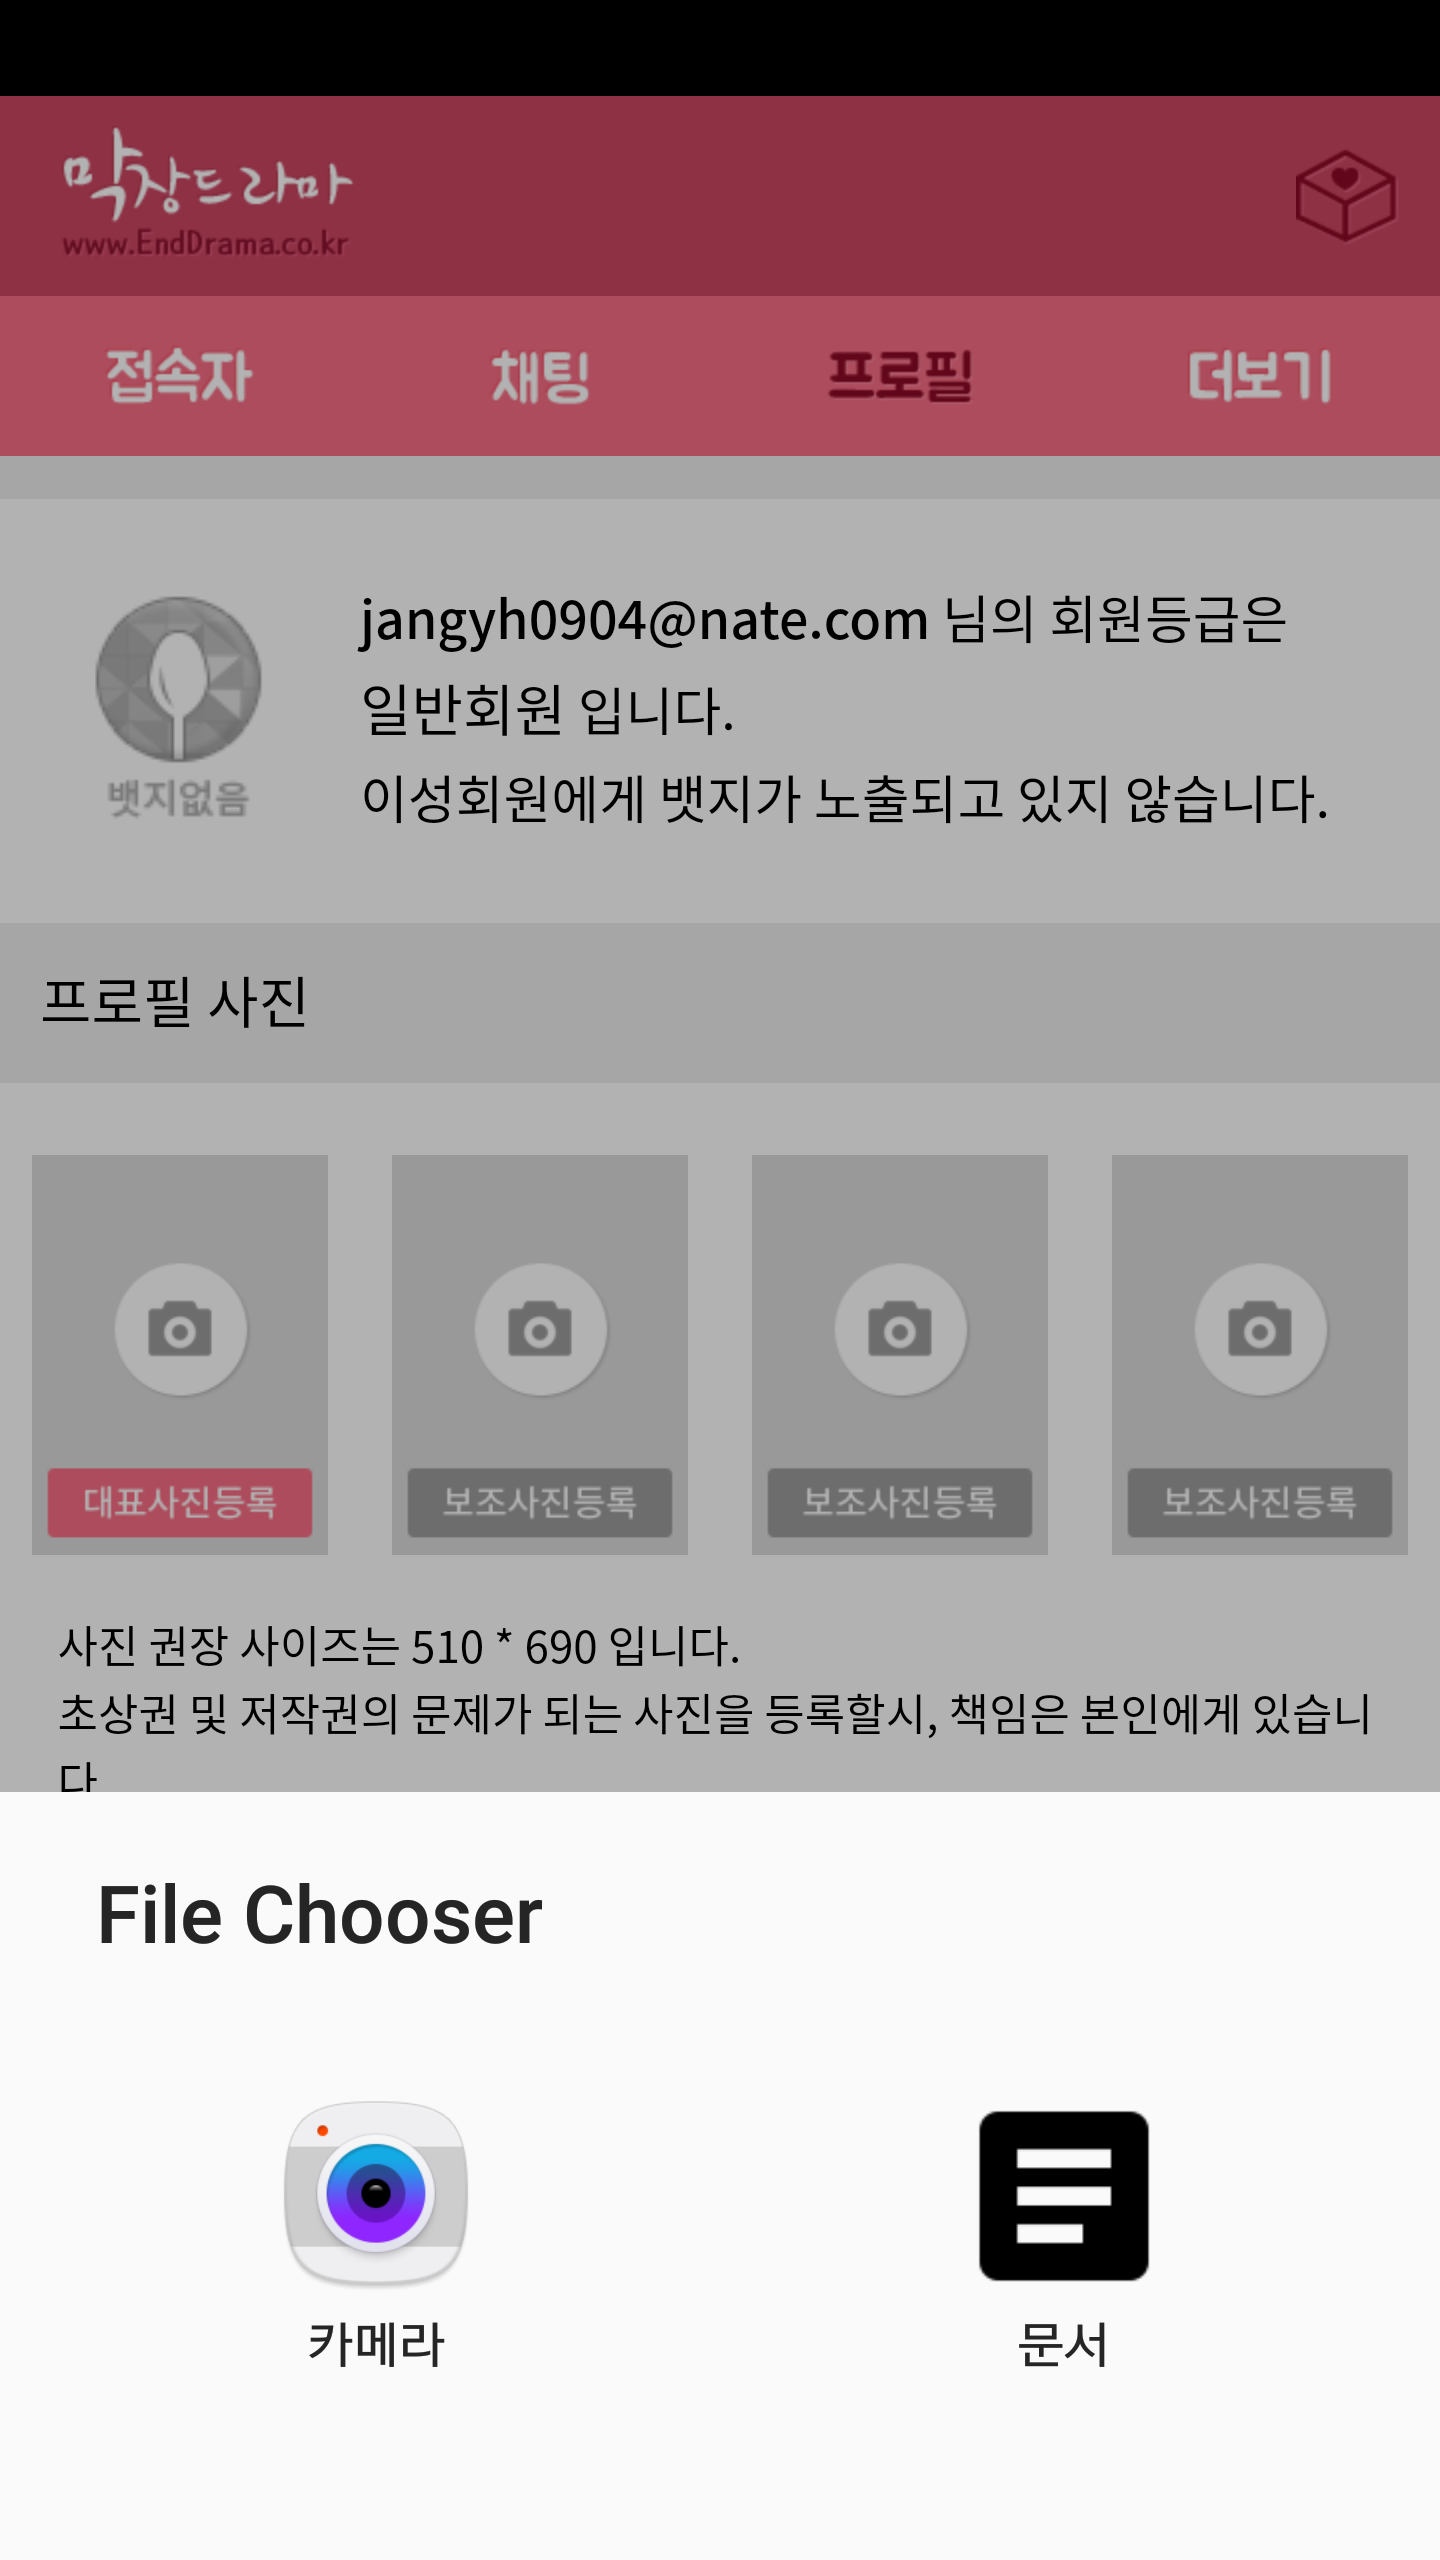 막장드라마
www.EndDrama.co.kr
접속자 채팅 프로필 더보기
jangyh0904@nate.com 님의 회원등급은
일반회원 입니다.
이성회원에게 뱃지가 노출되고 있지 않습니다.
뱃지없음
프로필 사진
대표사진등록 보조사진등록 보조사진등록 보조사진등록
사진 권장 사이즈는 510 * 690 입니다.
초상권 및 저작권의 문제가 되는 사진을 등록할시, 책임은 본인에게 있습니
다
File Chooser
카메라 문서